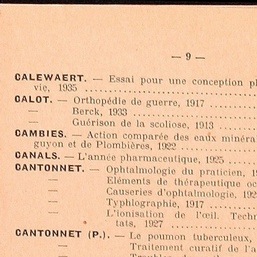 — 9 —
CALEWAERT. — Essai pour une conception
vie, 1935
CALOT. — Orthopédie de guerre, 1917
— Berck, 1933
— Guérison de la scoliose, 1913
CAMBIES. — Action comparée des eaux minéra
guyon et de Plombières, 1922
CANALS. — L'année pharmaceutique, 1925
CANTONNET. — Ophtalmologie du praticien,
— Eléments de thérapeutique oc
— Causeries d'ophtalmologie, 192
— Typhlographie, 1917
— L'ionisation de l'œil. Techn
tats, 1927
CANTONNET (P.). — Le poumon tuberculeux,
— Traitement curatif de l'a